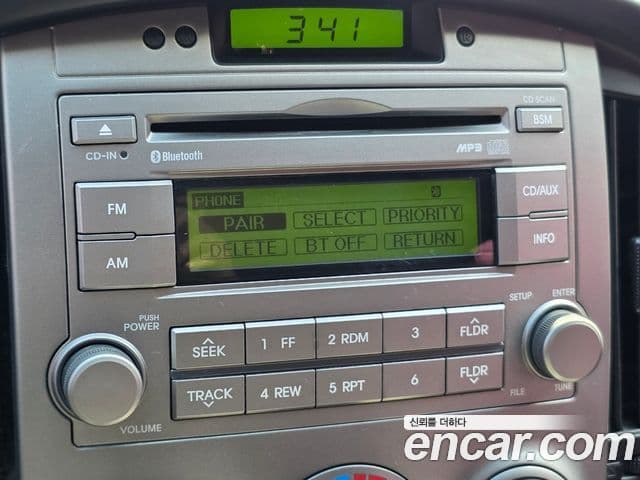 341
CD SCAN
BSM
CD-IN
Bluetooth
MP3
FM
AM
PHONE
PAIR SELECT PRIORITY
DELETE BT OFF RETURN
CD/AUX
INFO
PUSH
POWER
VOLUME
SEEK
1 FF
2 RDM
3
FLDR
TRACK
4 REW
5 RPT
6
FLDR
SETUP
ENTER
FILE
TUNE
신뢰를 더하다
encar.com